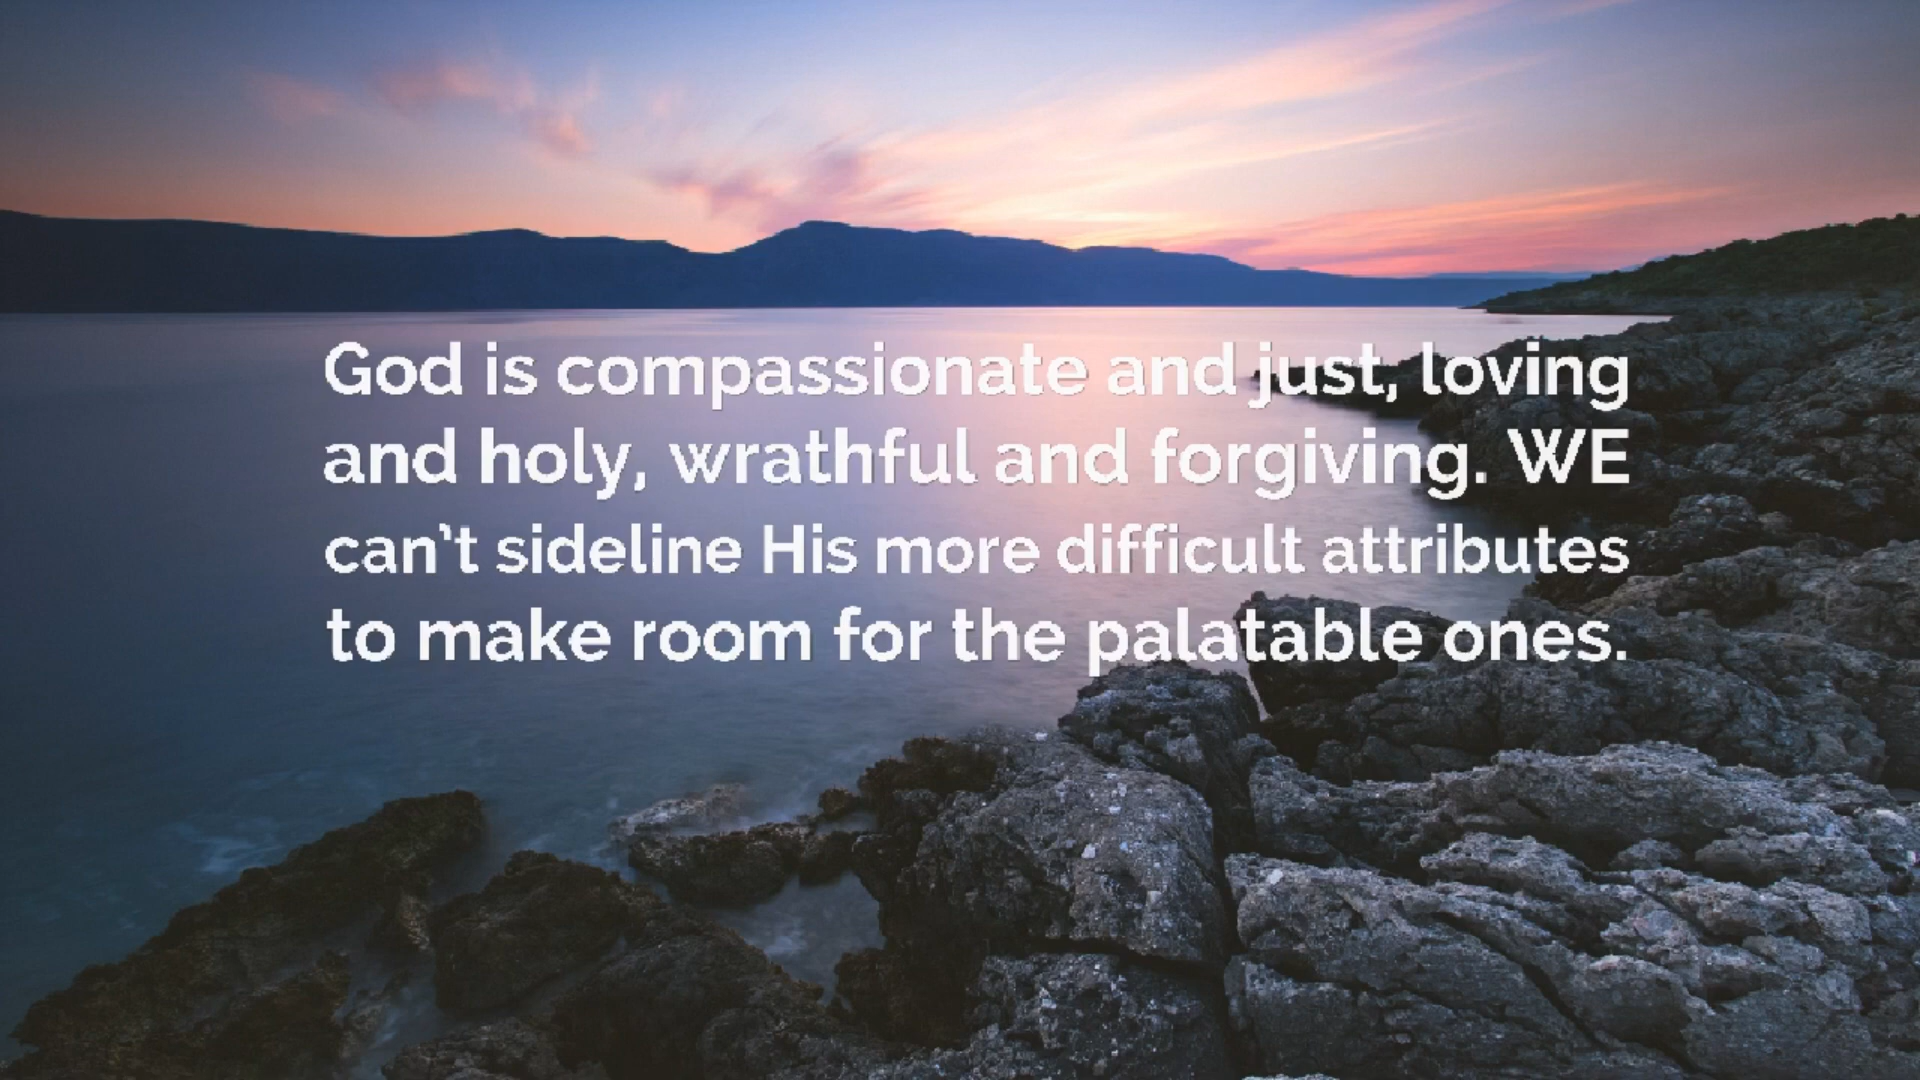 God is compassionate and just, loving
and holy, wrathful and forgiving. WE
can't sideline His more difficult attributes
to make room for the palatable ones.